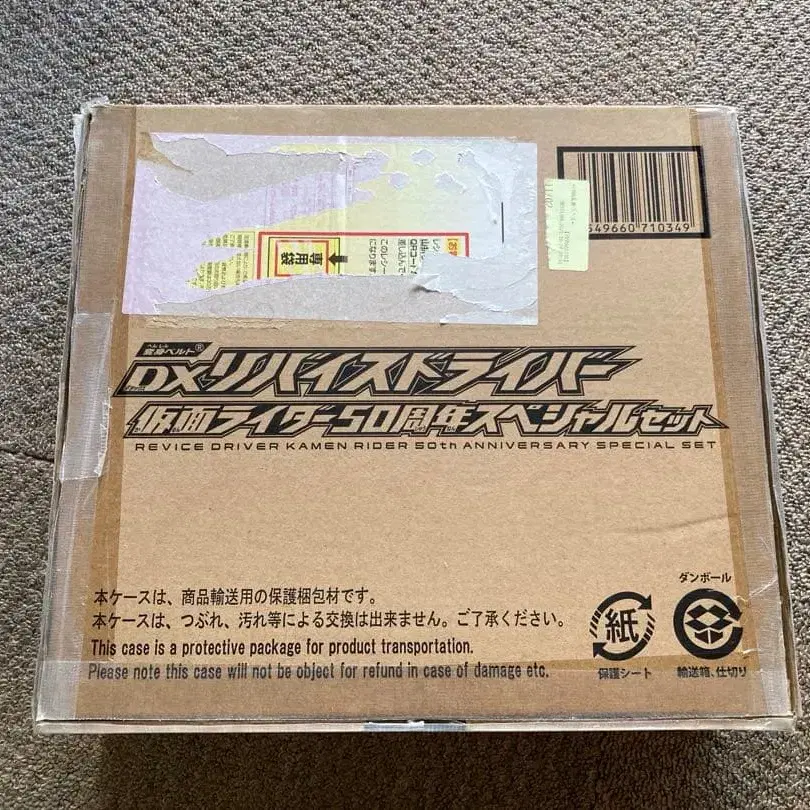 専用袋
549660 710349
へんしん
変身ベルト®
DXリバイスドライバー
仮面ライダー50周年スペシャルセット
REVICE DRIVER KAMEN RIDER 50th ANNIVERSARY SPECIAL SET
ダンボール
本ケースは、商品輸送用の保護梱包材です。
本ケースは、つぶれ、汚れ等による交換は出来ません。ご了承ください。
This case is a protective package for product transportation.
Please note this case will not be object for refund in case of damage etc.
紙
保護シート
輸送箱、仕切り